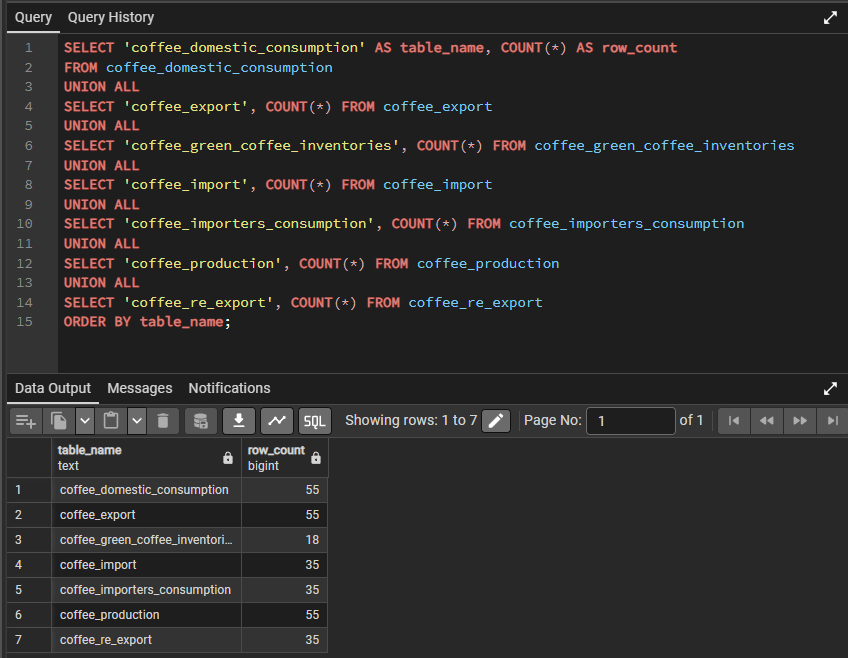 Query Query History
1 SELECT 'coffee_domestic_consumption' AS table_name, COUNT(*) AS row_count
2 FROM coffee_domestic_consumption
3 UNION ALL
4 SELECT 'coffee_export', COUNT(*) FROM coffee_export
5 UNION ALL
6 SELECT 'coffee_green_coffee_inventories', COUNT(*) FROM coffee_green_coffee_inventories
7 UNION ALL
8 SELECT 'coffee_import', COUNT(*) FROM coffee_import
9 UNION ALL
10 SELECT 'coffee_importers_consumption', COUNT(*) FROM coffee_importers_consumption
11 UNION ALL
12 SELECT 'coffee_production', COUNT(*) FROM coffee_production
13 UNION ALL
14 SELECT 'coffee_re_export', COUNT(*) FROM coffee_re_export
15 ORDER BY table_name;
Data Output Messages Notifications
SQL Showing rows: 1 to 7 Page No: 1 of 1
table_name row_count
text bigint
1 coffee_domestic_consumption 55
2 coffee_export 55
3 coffee_green_coffee_inventori... 18
4 coffee_import 35
5 coffee_importers_consumption 35
6 coffee_production 55
7 coffee_re_export 35